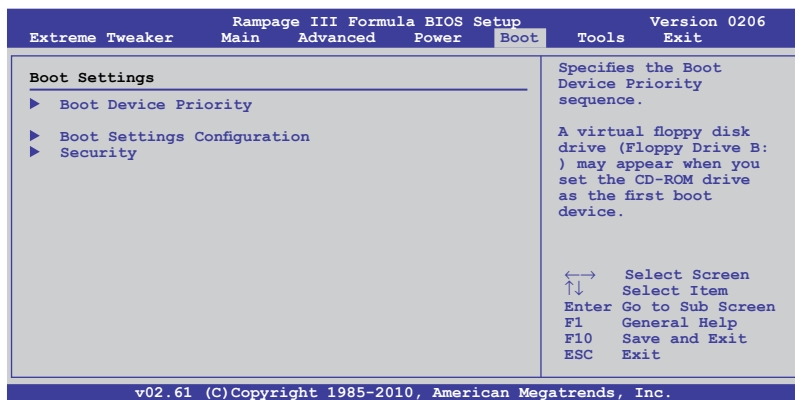 Rampage III Formula BIOS Setup Version 0206
Extreme Tweaker Main Advanced Power Boot Tools Exit
Boot Settings
Boot Device Priority
Boot Settings Configuration
Security
Specifies the Boot
Device Priority
sequence.
A virtual floppy disk
drive (Floppy Drive B:
) may appear when you
set the CD-ROM drive
as the first boot
device.
←→ Select Screen
↑↓ Select Item
Enter Go to Sub Screen
F1 General Help
F10 Save and Exit
ESC Exit
v02.61 (C)Copyright 1985-2010, American Megatrends, Inc.